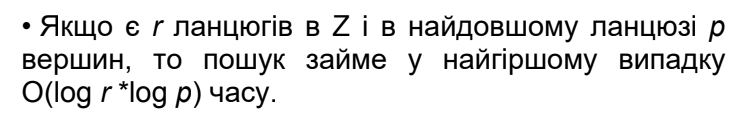 • Якщо є r ланцюгів в Z і в найдовшому ланцюзі p
вершин, то пошук займе у найгіршому випадку
O(log r *log p) часу.